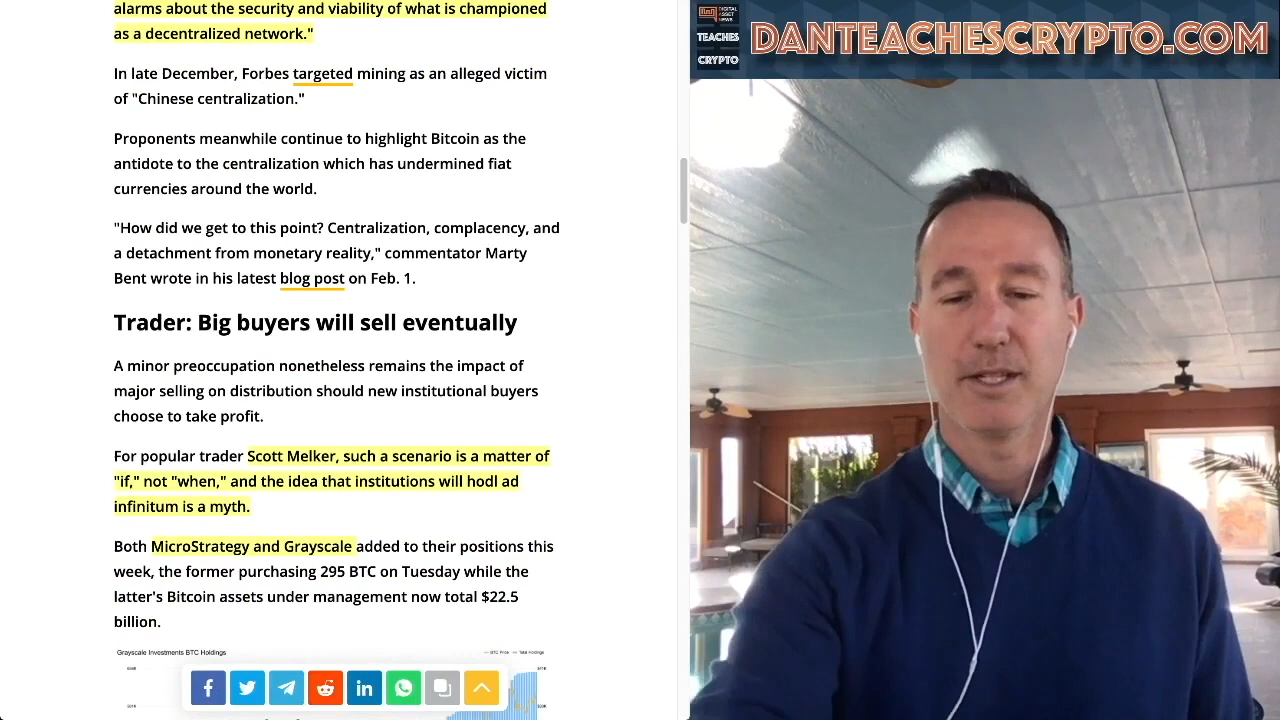 alarms about the security and viability of what is championed
as a decentralized network."
In late December, Forbes targeted mining as an alleged victim
of "Chinese centralization."
Proponents meanwhile continue to highlight Bitcoin as the
antidote to the centralization which has undermined fiat
currencies around the world.
"How did we get to this point? Centralization, complacency, and
a detachment from monetary reality," commentator Marty
Bent wrote in his latest blog post on Feb. 1.
Trader: Big buyers will sell eventually
A minor preoccupation nonetheless remains the impact of
major selling on distribution should new institutional buyers
choose to take profit.
For popular trader Scott Melker, such a scenario is a matter of
"if," not "when," and the idea that institutions will hodl ad
infinitum is a myth.
Both MicroStrategy and Grayscale added to their positions this
week, the former purchasing 295 BTC on Tuesday while the
latter's Bitcoin assets under management now total $22.5
billion.
Grayscale Investments BTC Holdings
BTC Price
Total Holdings
DIGITAL
ASSET
NEWS
TEACHES
CRYPTO
DANTEACHESCRYPTO.COM